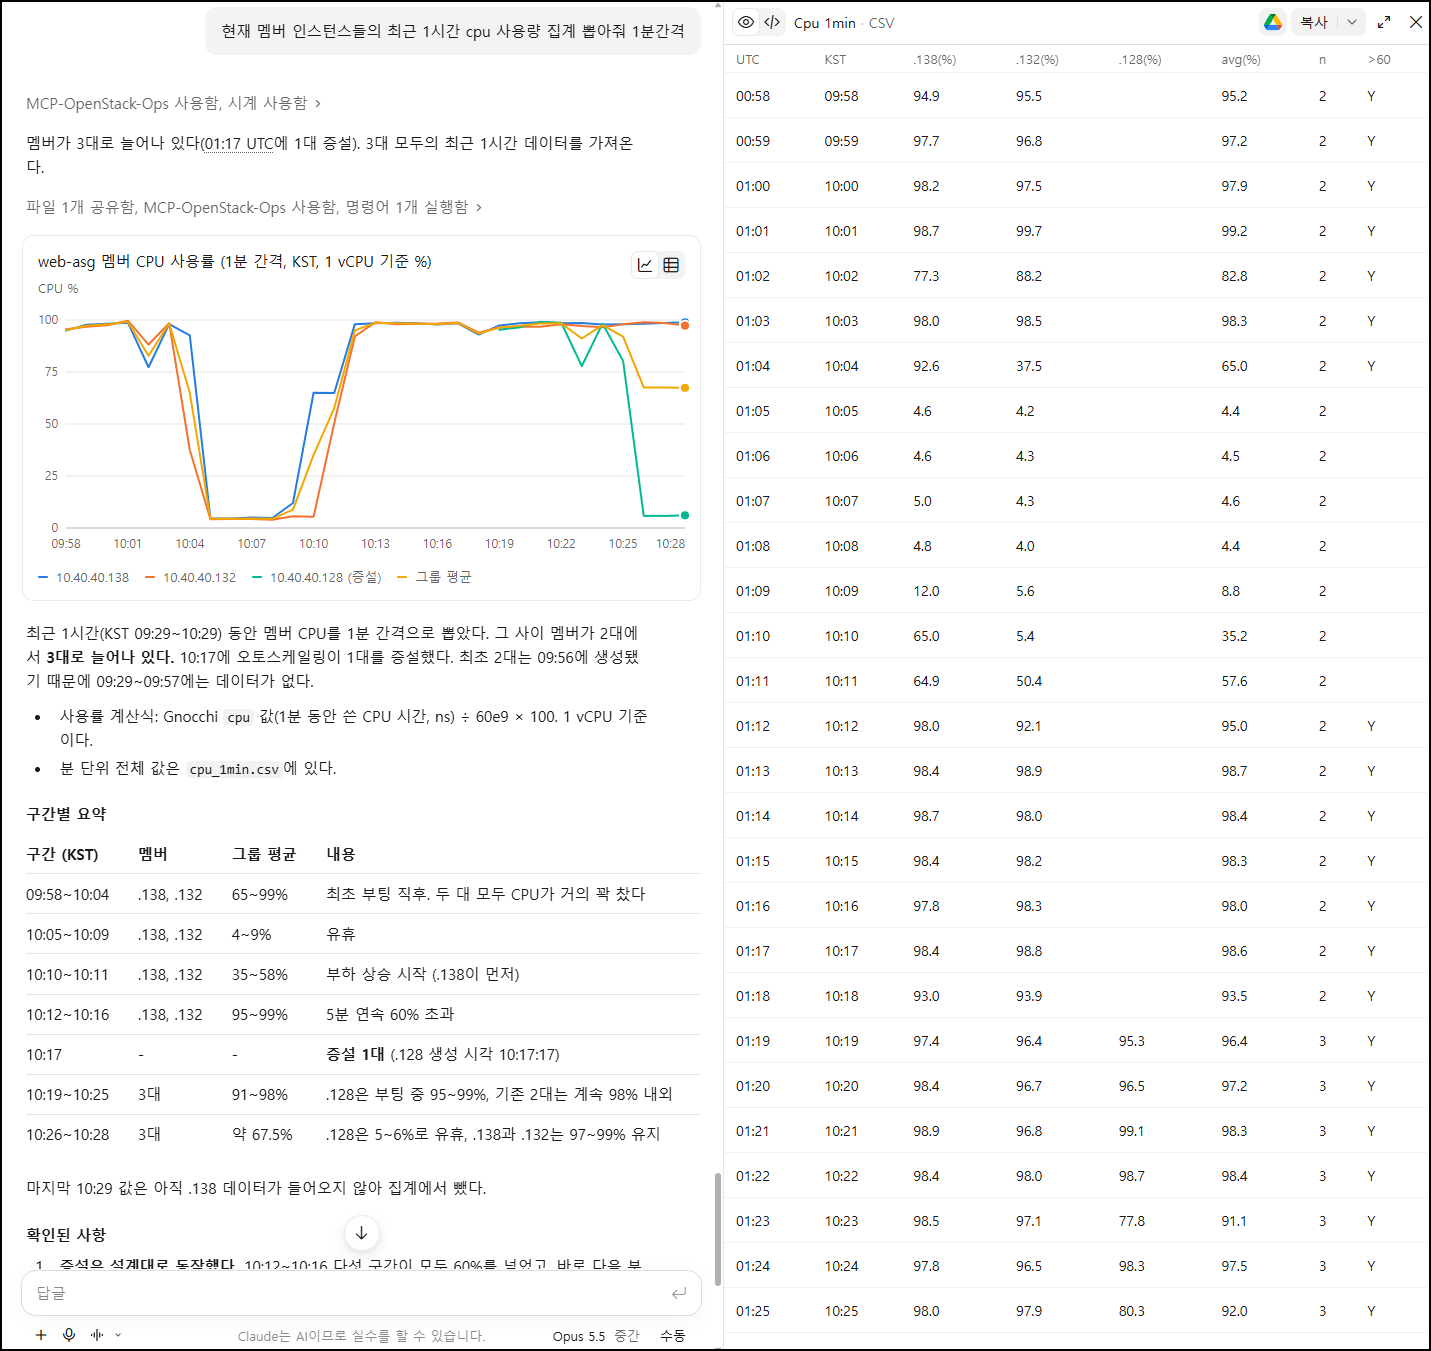 현재 멤버 인스턴스들의 최근 1시간 cpu 사용량 집계 뽑아줘 1분간격
MCP-OpenStack-Ops 사용함, 시계 사용함 >
멤버가 3대로 늘어나 있다(01:17 UTC에 1대 증설). 3대 모두의 최근 1시간 데이터를 가져온
다.
파일 1개 공유함, MCP-OpenStack-Ops 사용함, 명령어 1개 실행함 >
web-asg 멤버 CPU 사용률 (1분 간격, KST, 1 vCPU 기준 %)
CPU %
100
75
50
25
0
09:58 10:01 10:04 10:07 10:10 10:13 10:16 10:19 10:22 10:25 10:28
10.40.40.138 10.40.40.132 10.40.40.128 (증설) 그룹 평균
최근 1시간(KST 09:29~10:29) 동안 멤버 CPU를 1분 간격으로 뽑았다. 그 사이 멤버가 2대에
서 3대로 늘어나 있다. 10:17에 오토스케일링이 1대를 증설했다. 최초 2대는 09:56에 생성됐
기 때문에 09:29~09:57에는 데이터가 없다.
• 사용률 계산식: Gnocchi cpu 값(1분 동안 쓴 CPU 시간, ns) ÷ 60e9 × 100. 1 vCPU 기준
이다.
• 분 단위 전체 값은 cpu_1min.csv에 있다.
구간별 요약
구간 (KST) 멤버 그룹 평균 내용
09:58~10:04 .138, .132 65~99% 최초 부팅 직후. 두 대 모두 CPU가 거의 꽉 찼다
10:05~10:09 .138, .132 4~9% 유휴
10:10~10:11 .138, .132 35~58% 부하 상승 시작 (.138이 먼저)
10:12~10:16 .138, .132 95~99% 5분 연속 60% 초과
10:17 - - 증설 1대 (.128 생성 시각 10:17:17)
10:19~10:25 3대 91~98% .128은 부팅 중 95~99%, 기존 2대는 계속 98% 내외
10:26~10:28 3대 약 67.5% .128은 5~6%로 유휴, .138과 .132는 97~99% 유지
마지막 10:29 값은 아직 .138 데이터가 들어오지 않아 집계에서 뺐다.
확인된 사항
1. 증설은 설계대로 동작했다. 10:12~10:16 다섯 구간이 모두 60%를 넘었고, 바로 다음 분
답글
Claude는 AI이므로 실수를 할 수 있습니다.
Opus 5.5 중간 수동
Cpu 1min · CSV
복사
UTC KST .138(%) .132(%) .128(%) avg(%) n >60
00:58 09:58 94.9 95.5 95.2 2 Y
00:59 09:59 97.7 96.8 97.2 2 Y
01:00 10:00 98.2 97.5 97.9 2 Y
01:01 10:01 98.7 99.7 99.2 2 Y
01:02 10:02 77.3 88.2 82.8 2 Y
01:03 10:03 98.0 98.5 98.3 2 Y
01:04 10:04 92.6 37.5 65.0 2 Y
01:05 10:05 4.6 4.2 4.4 2
01:06 10:06 4.6 4.3 4.5 2
01:07 10:07 5.0 4.3 4.6 2
01:08 10:08 4.8 4.0 4.4 2
01:09 10:09 12.0 5.6 8.8 2
01:10 10:10 65.0 5.4 35.2 2
01:11 10:11 64.9 50.4 57.6 2
01:12 10:12 98.0 92.1 95.0 2 Y
01:13 10:13 98.4 98.9 98.7 2 Y
01:14 10:14 98.7 98.0 98.4 2 Y
01:15 10:15 98.4 98.2 98.3 2 Y
01:16 10:16 97.8 98.3 98.0 2 Y
01:17 10:17 98.4 98.8 98.6 2 Y
01:18 10:18 93.0 93.9 93.5 2 Y
01:19 10:19 97.4 96.4 95.3 96.4 3 Y
01:20 10:20 98.4 96.7 96.5 97.2 3 Y
01:21 10:21 98.9 96.8 99.1 98.3 3 Y
01:22 10:22 98.4 98.0 98.7 98.4 3 Y
01:23 10:23 98.5 97.1 77.8 91.1 3 Y
01:24 10:24 97.8 96.5 98.3 97.5 3 Y
01:25 10:25 98.0 97.9 80.3 92.0 3 Y